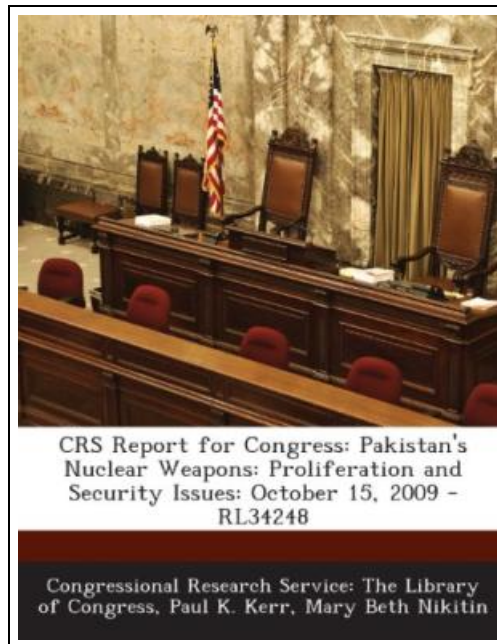 CRS Report for Congress: Pakistan's
Nuclear Weapons: Proliferation and
Security Issues: October 15, 2009 –
RL34248
Congressional Research Service: The Library
of Congress, Paul K. Kerr, Mary Beth Nikitin